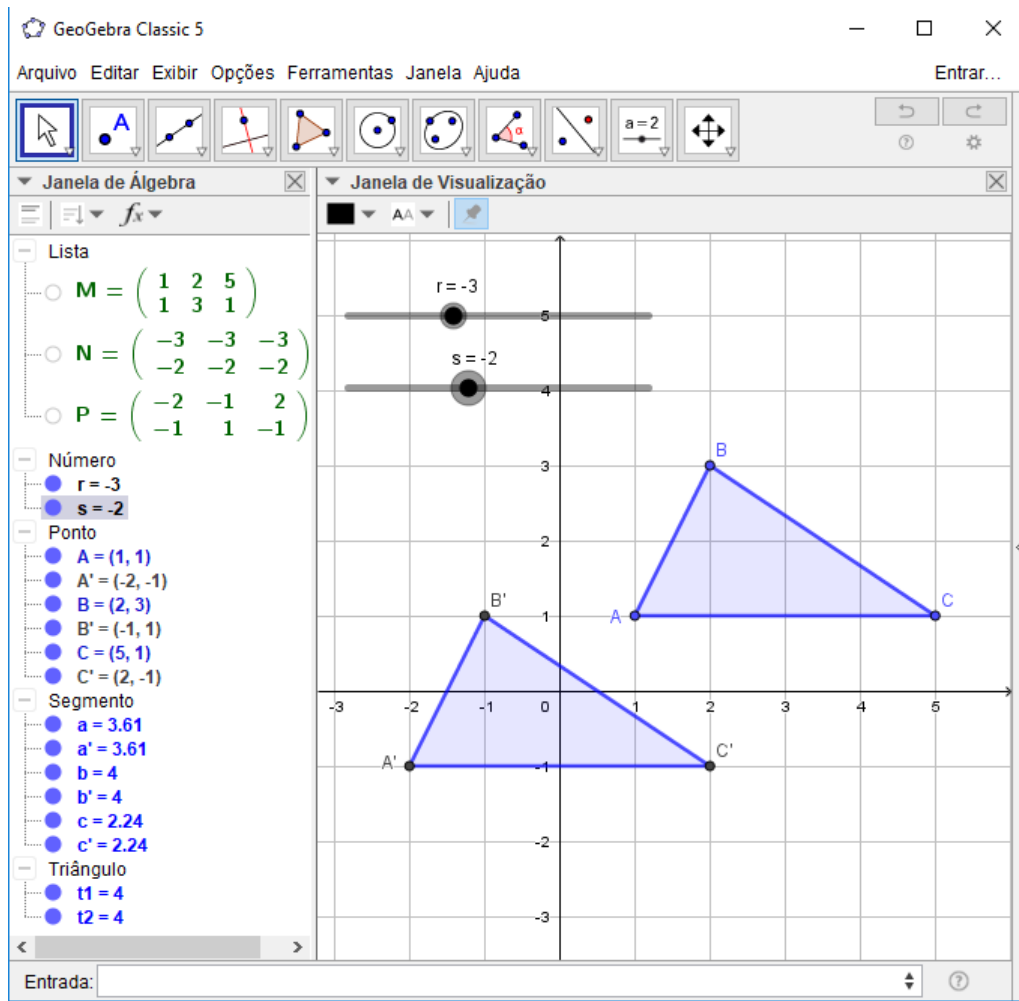 GeoGebra Classic 5
Arquivo Editar Exibir Opções Ferramentas Janela Ajuda Entrar...
A α a = 2
Janela de Álgebra
fx
Lista
M = ( 1 2 5
1 3 1 )
N = ( -3 -3 -3
-2 -2 -2 )
P = ( -2 -1 2
-1 1 -1 )
Número
r = -3
s = -2
Ponto
A = (1, 1)
A' = (-2, -1)
B = (2, 3)
B' = (-1, 1)
C = (5, 1)
C' = (2, -1)
Segmento
a = 3.61
a' = 3.61
b = 4
b' = 4
c = 2.24
c' = 2.24
Triângulo
t1 = 4
t2 = 4
Janela de Visualização
AA
r = -3
5
s = -2
4
B
3
2
B'
1
A
C
-3 -2 -1 0 1 2 3 4 5
A'
-1
C'
-2
-3
Entrada: